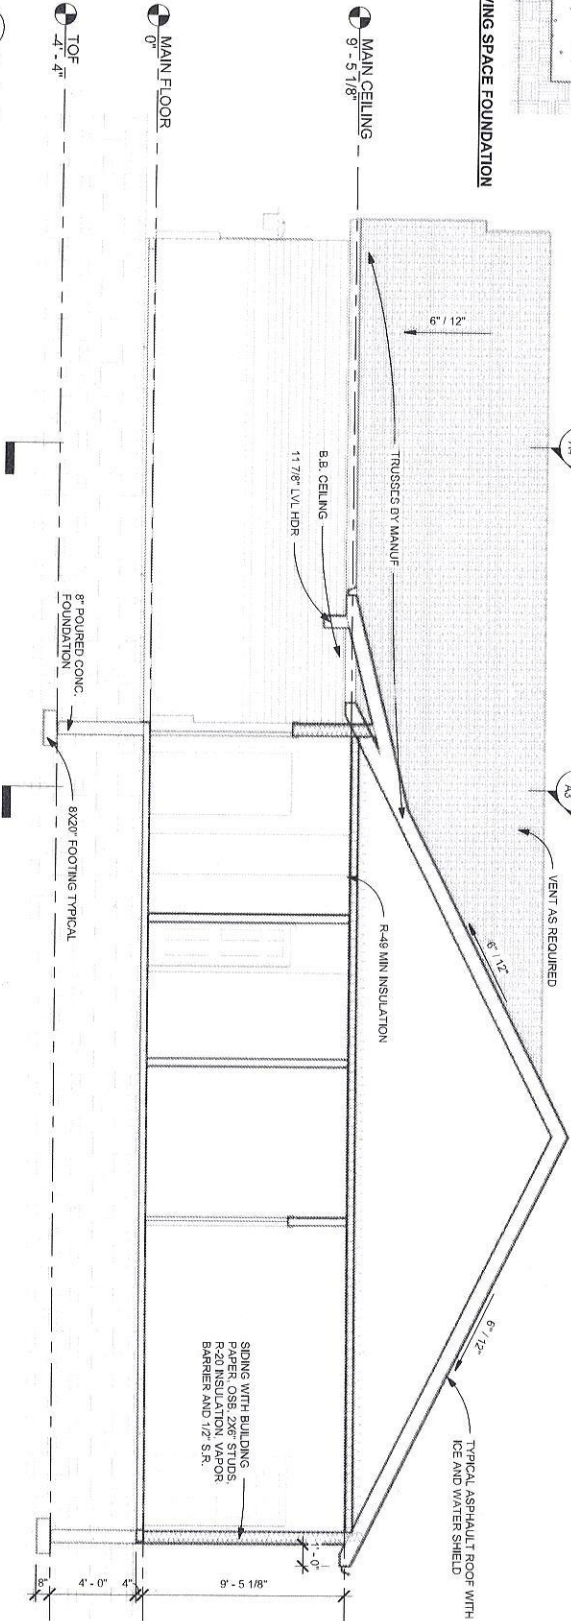 VING SPACE FOUNDATION
MAIN CEILING
9' - 5 1/8"
MAIN FLOOR
0"
TOF
-4' - 4"
6" / 12"
TRUSSES BY MANUF
B.B. CEILING
11 7/8" LVL HDR
8" POURED CONC.
FOUNDATION
8X20" FOOTING TYPICAL
A3
VENT AS REQUIRED
6" / 12"
R-49 MIN INSULATION
6" / 12"
TYPICAL ASPHAULT ROOF WITH
ICE AND WATER SHIELD
SIDING WITH BUILDING
PAPER, OSB, 2X6" STUDS,
R-20 INSULATION, VAPOR
BARRIER AND 1/2" S.R.
1' - 0"
9' - 5 1/8"
4"
4' - 0"
8"